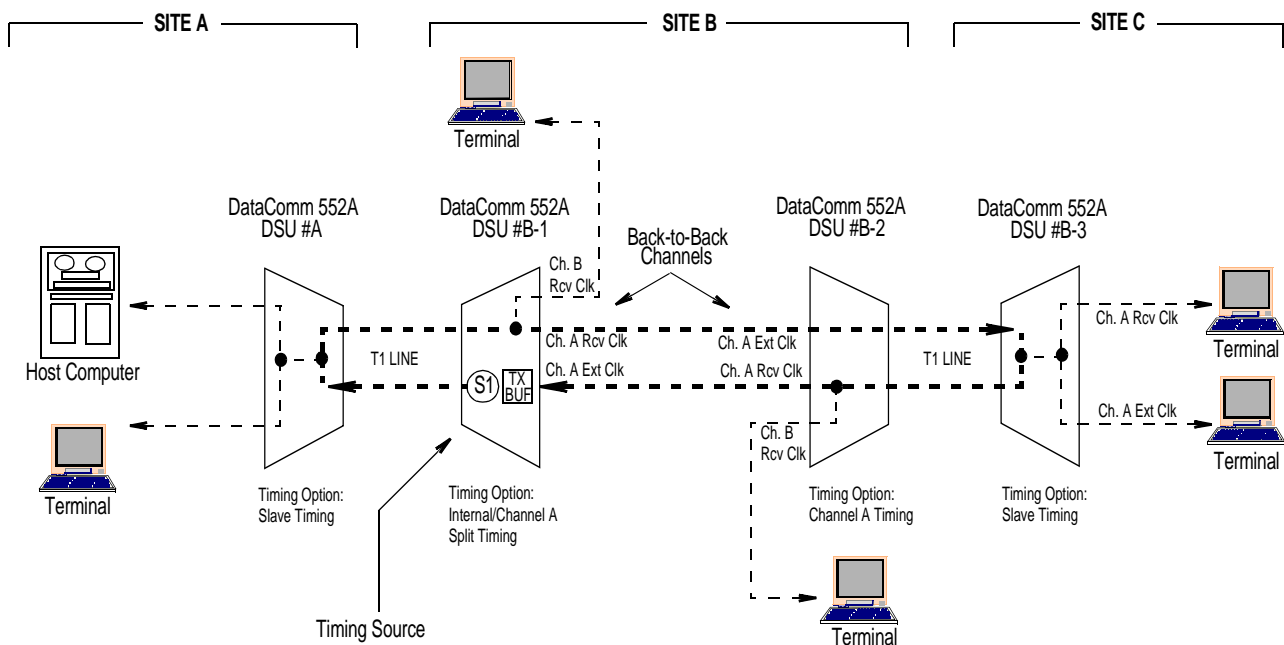 SITE A
SITE B
SITE C
Terminal
DataComm 552A
DSU #A
DataComm 552A
DSU #B-1
Back-to-Back
Channels
DataComm 552A
DSU #B-2
DataComm 552A
DSU #B-3
Ch. B
Rcv Clk
Host Computer
T1 LINE
Ch. A Rcv Clk
Ch. A Ext Clk
S1
TX
BUF
Ch. A Ext Clk
Ch. A Rcv Clk
T1 LINE
Ch. A Rcv Clk
Terminal
Ch. A Ext Clk
Terminal
Terminal
Ch. B
Rcv Clk
Timing Option:
Slave Timing
Timing Option:
Internal/Channel A
Split Timing
Timing Option:
Channel A Timing
Timing Option:
Slave Timing
Timing Source
Terminal